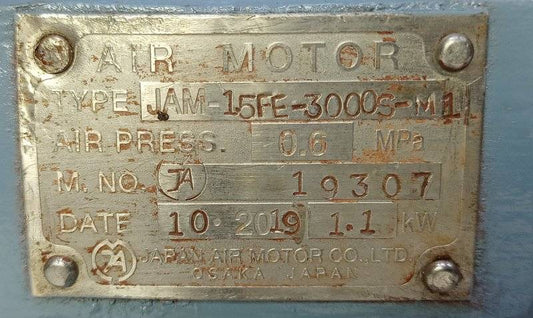 AIR MOTOR
TYPE JAM-15FE-3000S-M1
AIR PRESS. 0.6 MPa
M. NO. JA 19307
DATE 10·2019 1.1 kW
JA JAPAN AIR MOTOR CO.,LTD.
OSAKA JAPAN